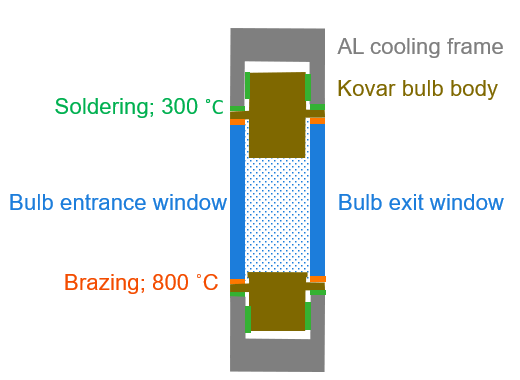 AL cooling frame
Kovar bulb body
Soldering; 300 ˚C
Bulb entrance window
Bulb exit window
Brazing; 800 ˚C